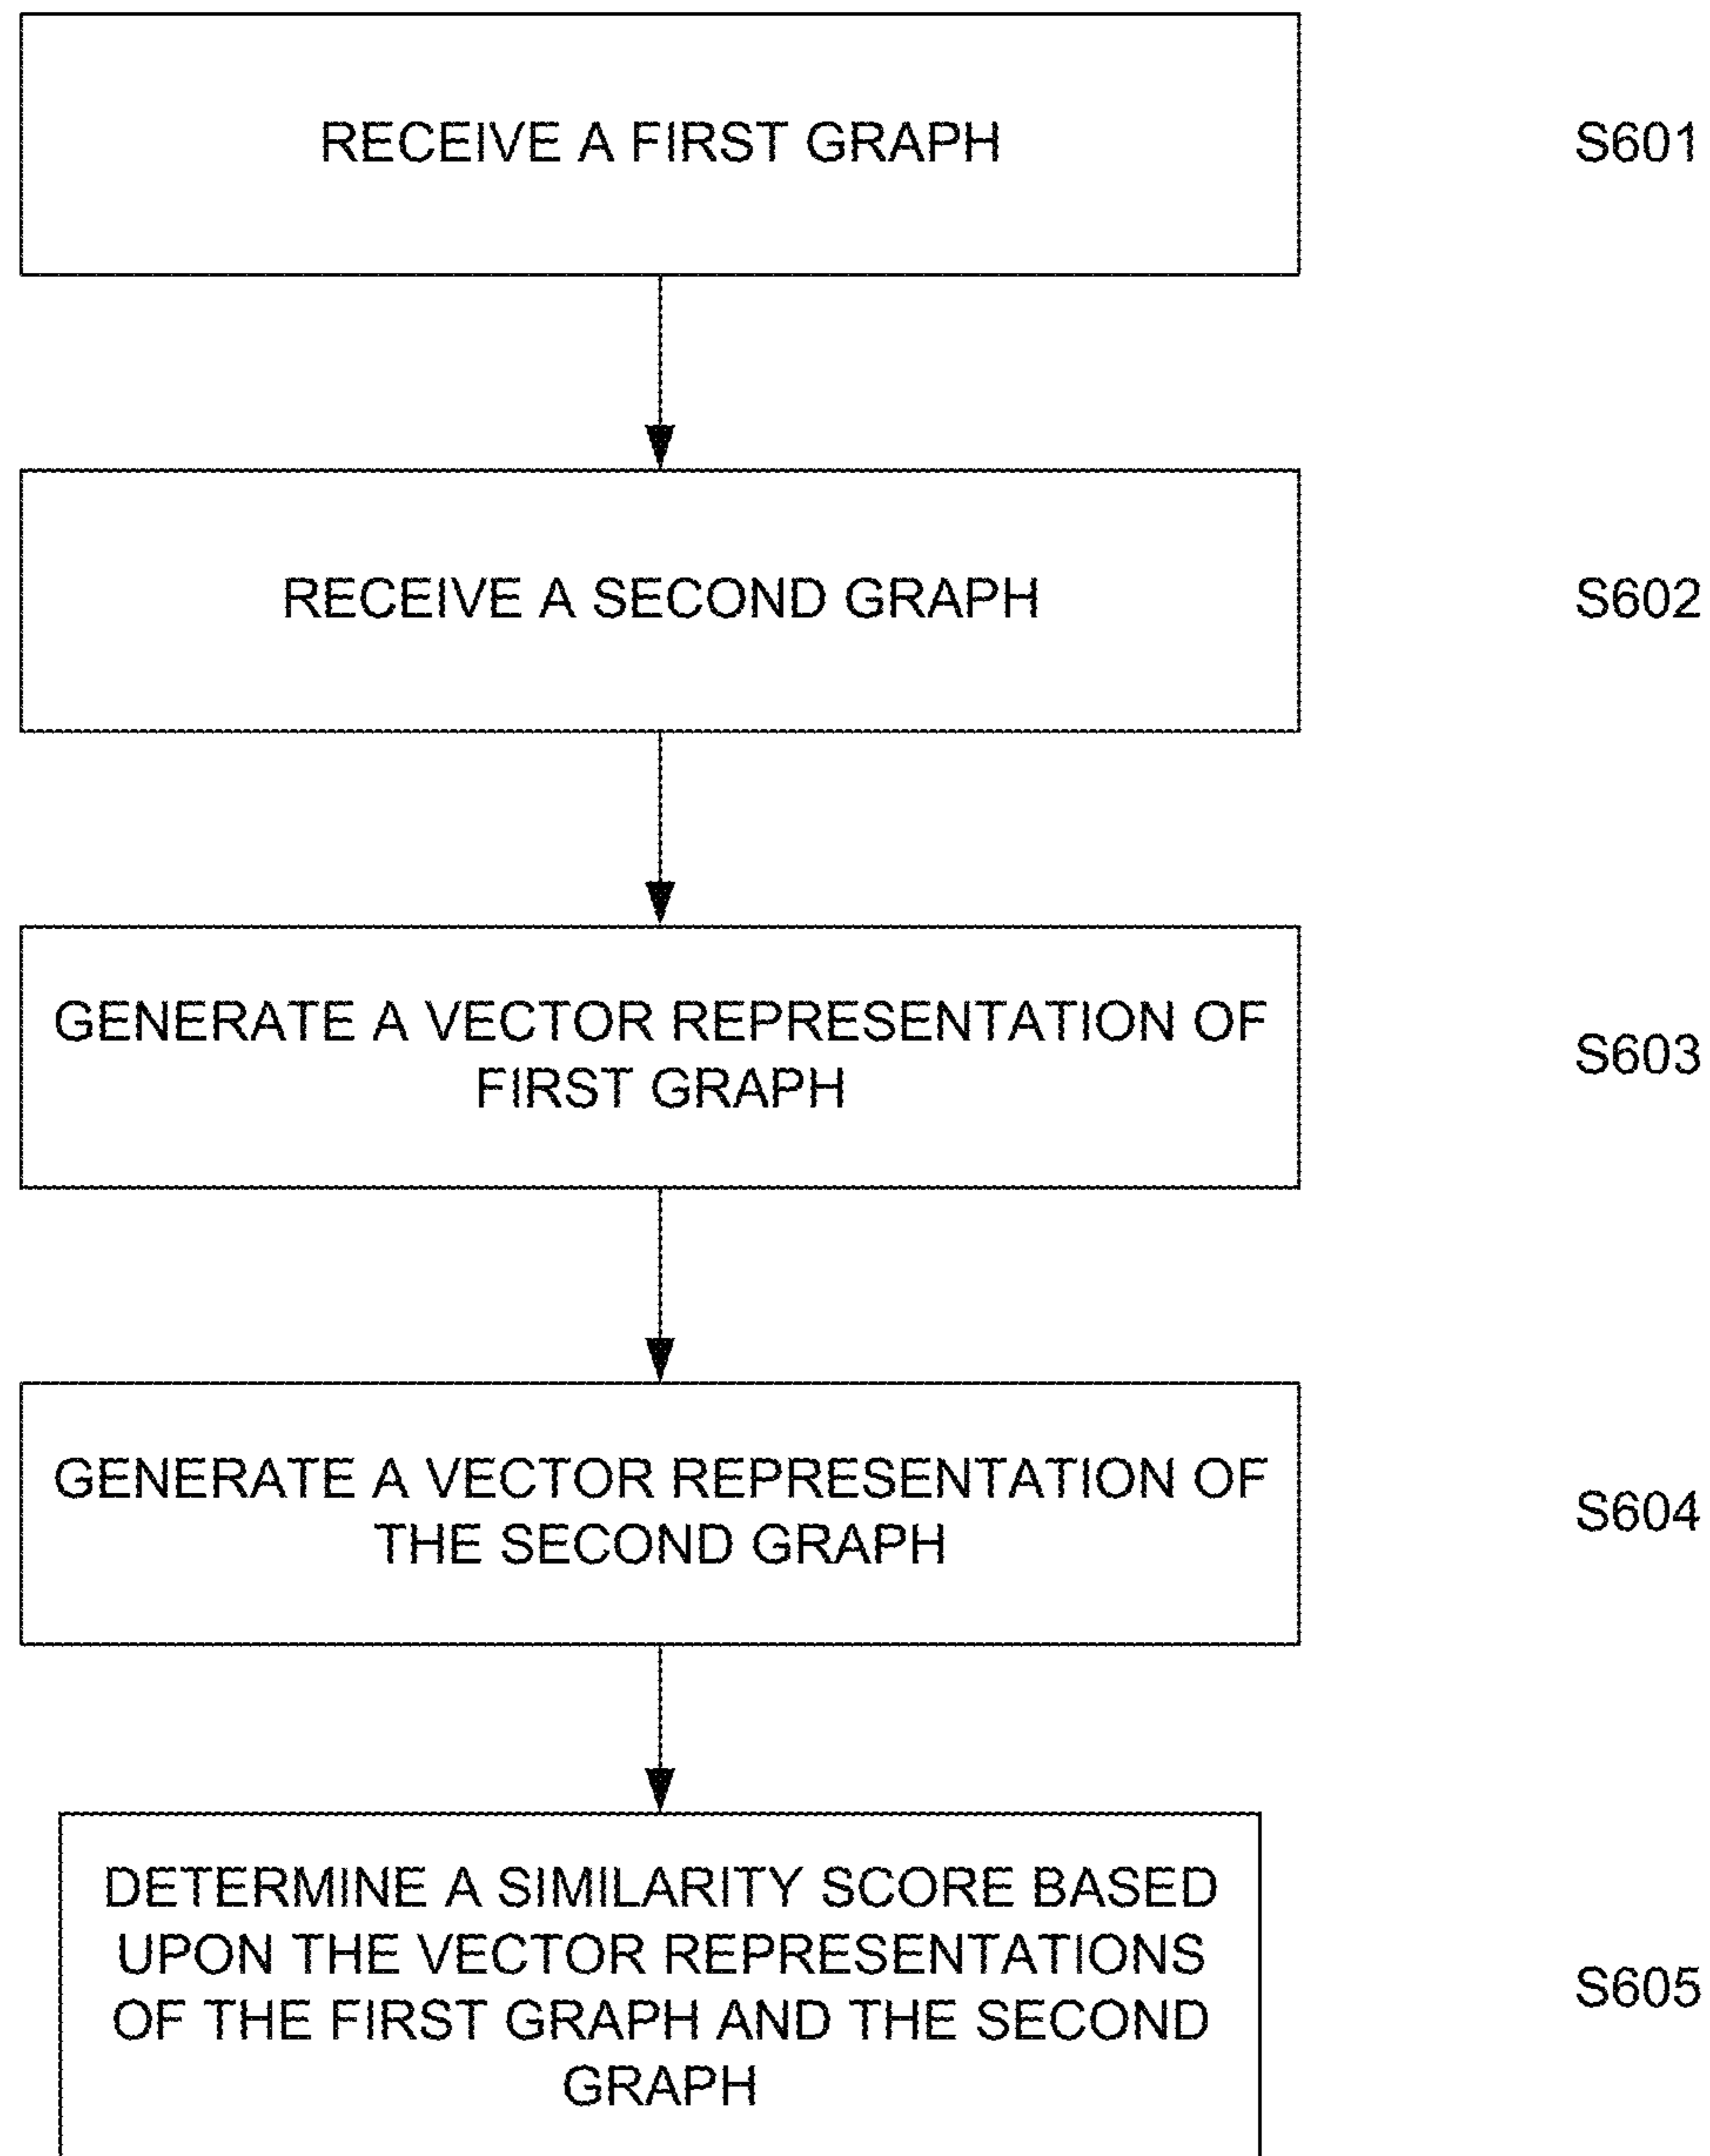 RECEIVE A FIRST GRAPH
S601
RECEIVE A SECOND GRAPH
S602
GENERATE A VECTOR REPRESENTATION OF
FIRST GRAPH
S603
GENERATE A VECTOR REPRESENTATION OF
THE SECOND GRAPH
S604
DETERMINE A SIMILARITY SCORE BASED
UPON THE VECTOR REPRESENTATIONS
OF THE FIRST GRAPH AND THE SECOND
GRAPH
S605